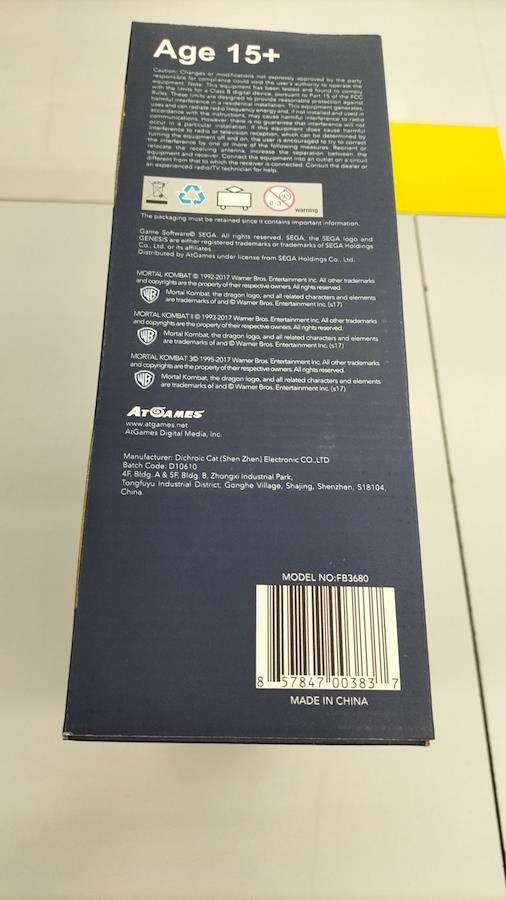 Age 15+
Caution: Changes or modifications not expressly approved by the party
responsible for compliance could void the user's authority to operate the
equipment. Note: This equipment has been tested and found to comply
with the limits for a Class B digital device, pursuant to Part 15 of the FCC
Rules. These limits are designed to provide reasonable protection against
harmful interference in a residential installation. This equipment generates,
uses and can radiate radio frequency energy and, if not installed and used in
accordance with the instructions, may cause harmful interference to radio
communications. However, there is no guarantee that interference will not
occur in a particular installation. If this equipment does cause harmful
interference to radio or television reception, which can be determined by
turning the equipment off and on, the user is encouraged to try to correct
the interference by one or more of the following measures: Reorient or
relocate the receiving antenna. Increase the separation between the
equipment and receiver. Connect the equipment into an outlet on a circuit
different from that to which the receiver is connected. Consult the dealer or
an experienced radio/TV technician for help.
0-3
warning
The packaging must be retained since it contains important information.
Game Software© SEGA. All rights reserved. SEGA, the SEGA logo and
GENESIS are either registered trademarks or trademarks of SEGA Holdings
Co., Ltd. or its affiliates.
Distributed by AtGames under license from SEGA Holdings Co., Ltd.
MORTAL KOMBAT © 1992-2017 Warner Bros. Entertainment Inc. All other trademarks
and copyrights are the property of their respective owners. All rights reserved.
WB Mortal Kombat, the dragon logo, and all related characters and elements
are trademarks of and © Warner Bros. Entertainment Inc. (s17)
MORTAL KOMBAT II © 1993-2017 Warner Bros. Entertainment Inc. All other trademarks
and copyrights are the property of their respective owners. All rights reserved.
WB Mortal Kombat, the dragon logo, and all related characters and elements
are trademarks of and © Warner Bros. Entertainment Inc. (s17)
MORTAL KOMBAT 3© 1995-2017 Warner Bros. Entertainment Inc. All other trademarks
and copyrights are the property of their respective owners. All rights reserved.
WB Mortal Kombat, the dragon logo, and all related characters and elements
are trademarks of and © Warner Bros. Entertainment Inc. (s17)
ATGAMES
www.atgames.net
AtGames Digital Media, Inc.
Manufacturer: Dichroic Cat (Shen Zhen) Electronic CO.,LTD
Batch Code: D10610
4F, Bldg. A & 5F, Bldg. B, Zhongxi Industrial Park,
Tongfuyu Industrial District, Gonghe Village, Shajing, Shenzhen, 518104,
China.
MODEL NO:FB3680
8 57847 00383 7
MADE IN CHINA